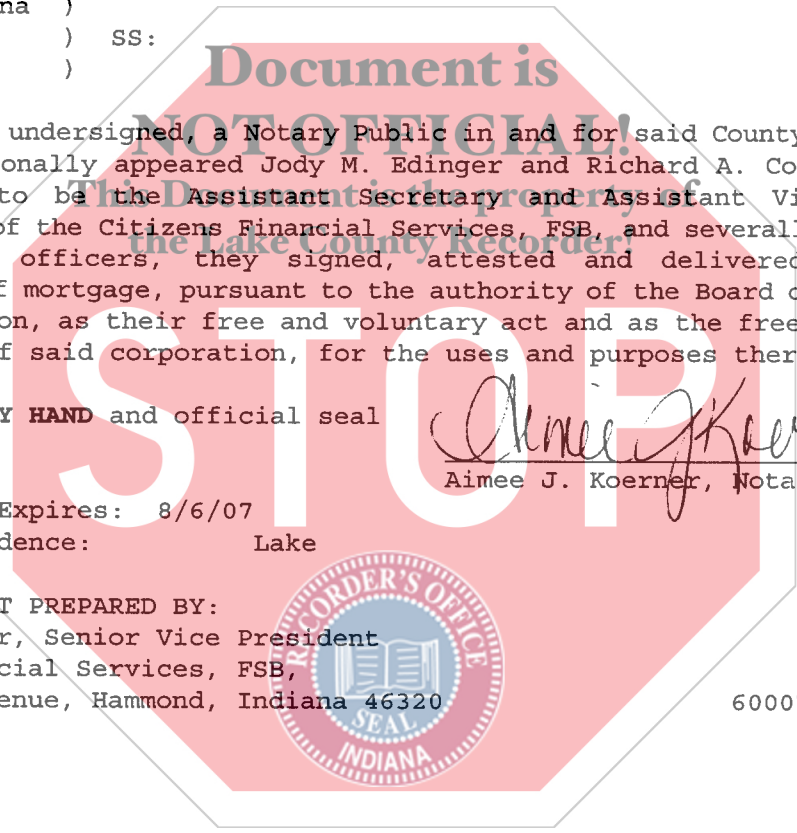 na )
) SS:
)
Document is
NOT OFFICIAL!
This Document is the property of
the Lake County Recorder!
undersigned, a Notary Public in and for said County
onally appeared Jody M. Edinger and Richard A. Co
to be the Assistant Secretary and Assistant Vi
of the Citizens Financial Services, FSB, and severall
officers, they signed, attested and delivered
f mortgage, pursuant to the authority of the Board o
on, as their free and voluntary act and as the free
f said corporation, for the uses and purposes ther
STOP
Y HAND and official seal
Aimee J Koer
Aimee J. Koerner, Nota
Expires: 8/6/07
dence: Lake
T PREPARED BY:
r, Senior Vice President
cial Services, FSB,
enue, Hammond, Indiana 46320 6000
RECORDER'S OFFICE
SEAL
INDIANA